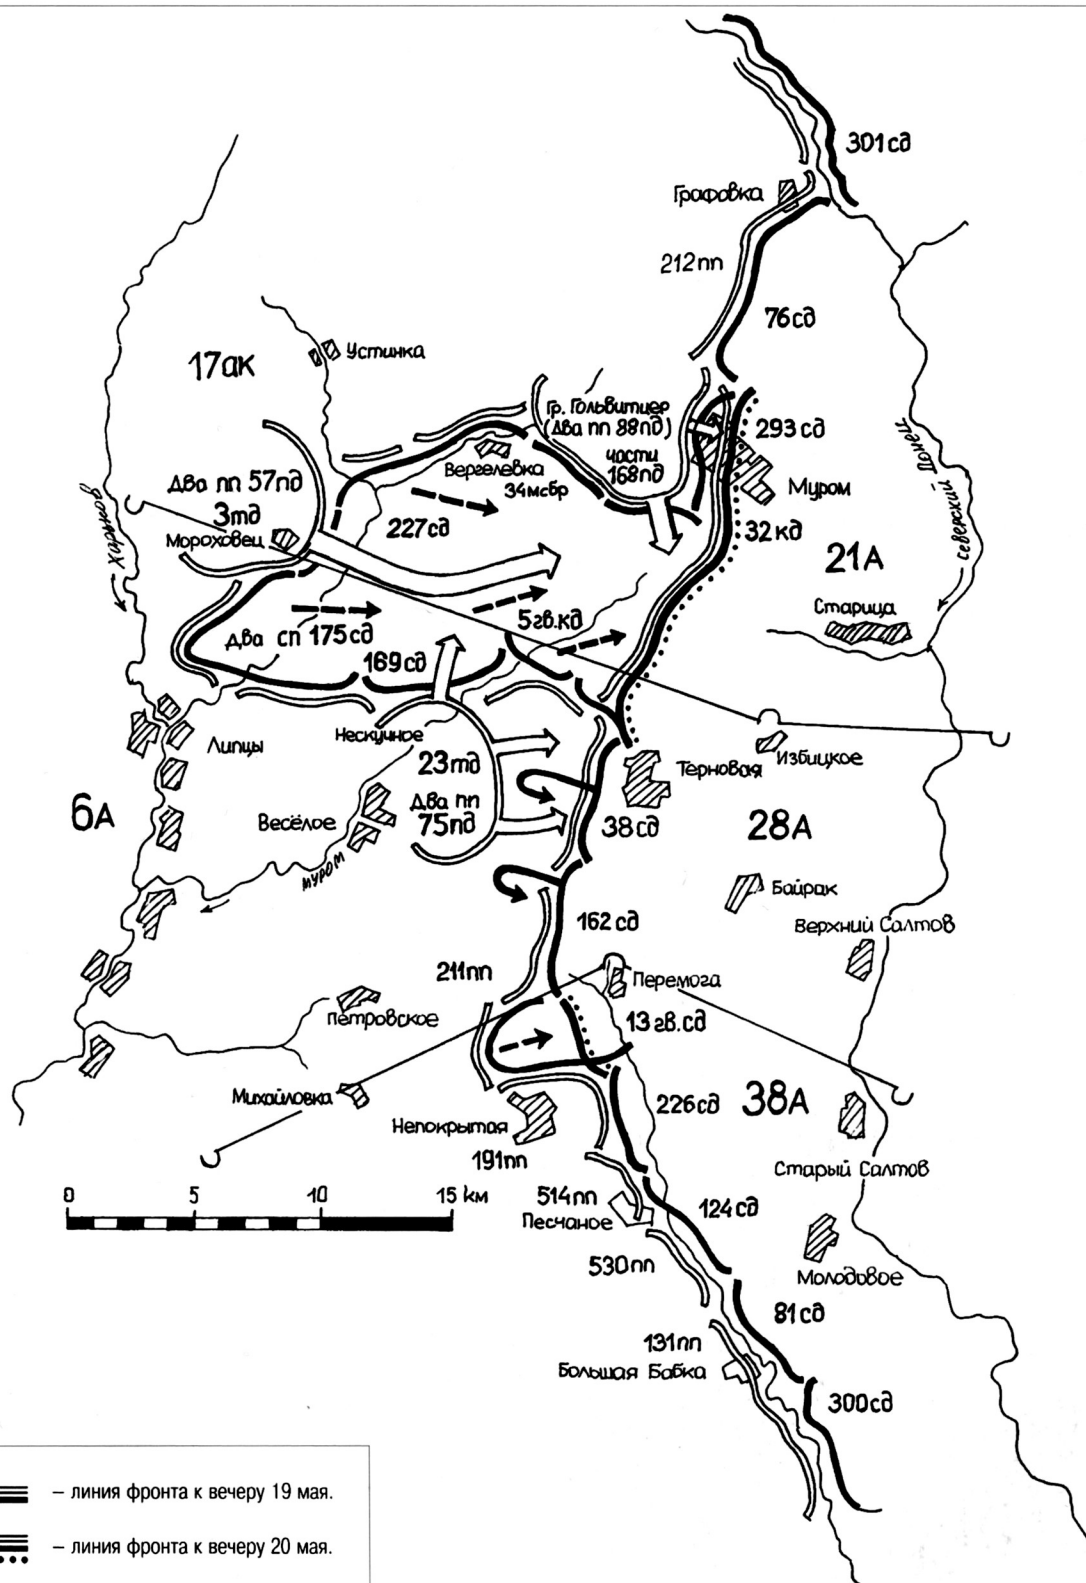 301сд
Графовка
212пп
76сд
17ак
Устинка
Гр. Гольвитцер
(Два пп 88пд)
части
168пд
293сд
Муром
Вергелевка
34мсбр
Два пп 57пд
3тд
Мороховец
227сд
32кд
21А
Северский Донец
Харьков
Старица
5гв.кд
Два сп 175сд
169сд
Липцы
Нескучное
23тд
Два пп
75пд
Терновая
Избицкое
6А
Весёлое
38сд
28А
Муром
Байрак
Верхний Салтов
162сд
211пп
Перемога
Петровское
13гв.сд
Михайловка
Непокрытая
191пп
226сд
38А
Старый Салтов
0 5 10 15 км
514пп
Песчаное
124сд
530пп
Молодовое
81сд
131пп
Большая Бабка
300сд
– линия фронта к вечеру 19 мая.
– линия фронта к вечеру 20 мая.